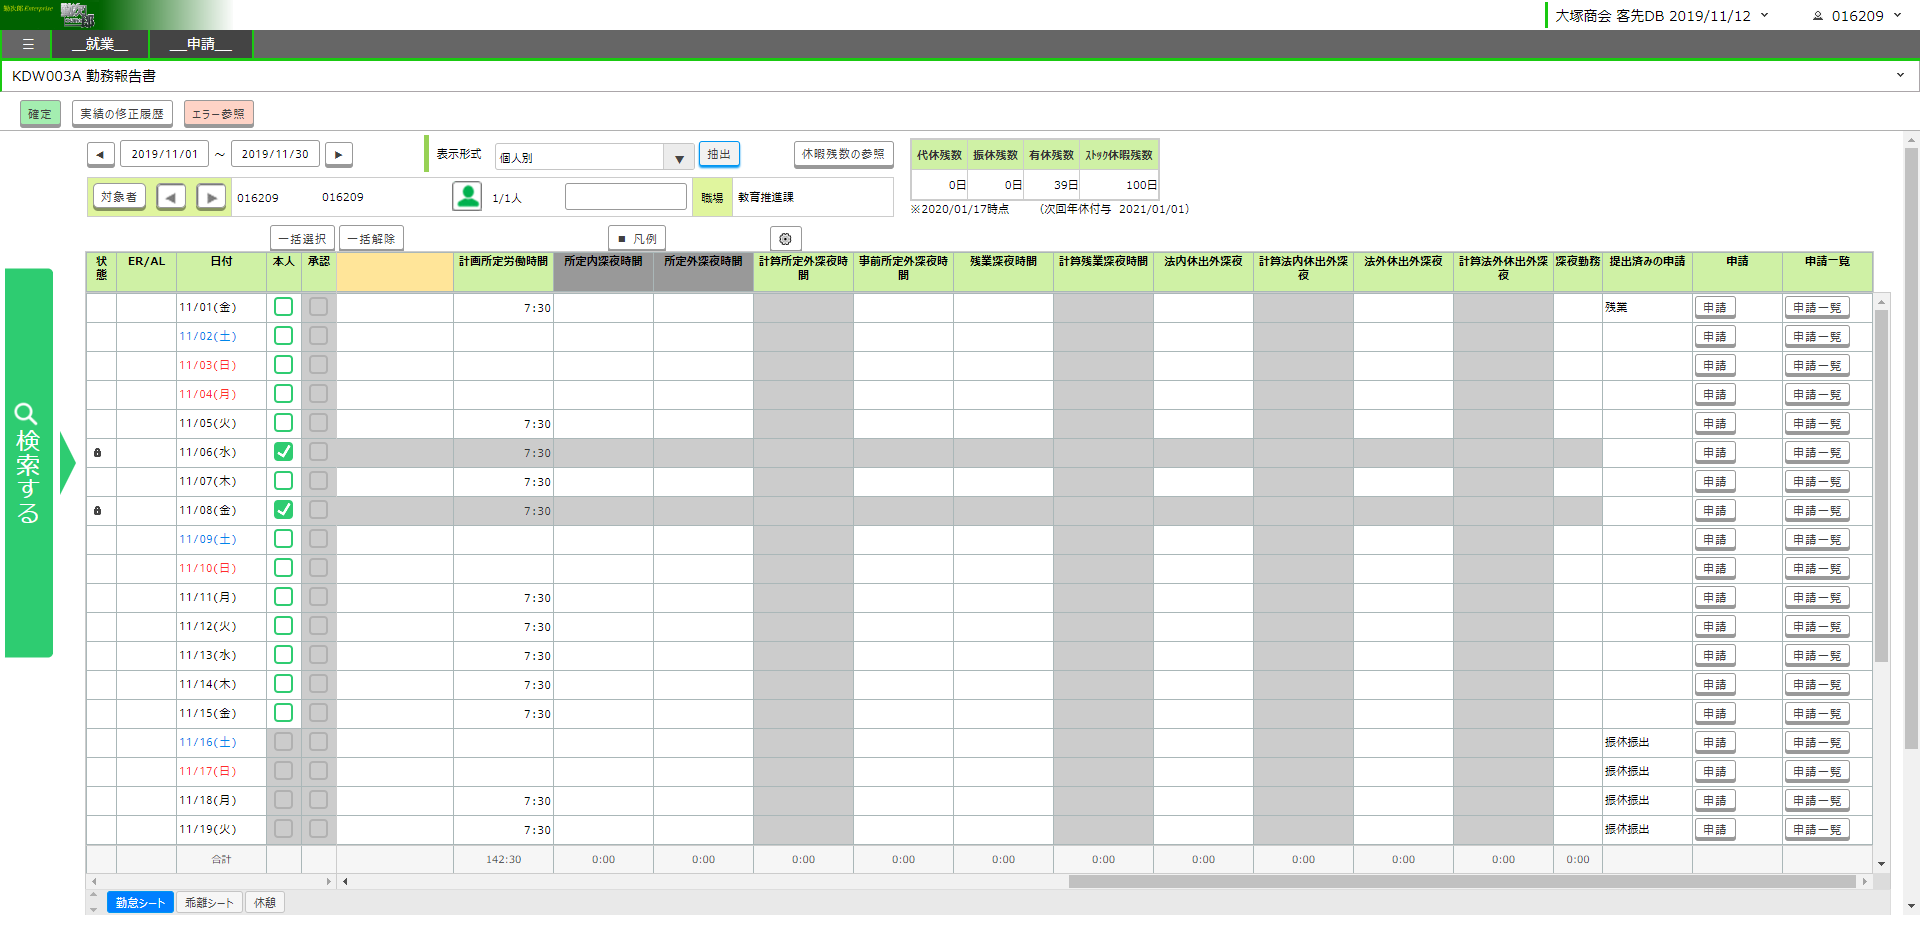 勤次郎Enterprise
大塚商会 客先DB 2019/11/12
016209
☰ __就業__ __申請__
KDW003A 勤務報告書
確定 実績の修正履歴 エラー参照
◀ 2019/11/01 ～ 2019/11/30 ▶ 表示形式 個人別 ▼ 抽出 休暇残数の参照
代休残数 振休残数 有休残数 ｽﾄｯｸ休暇残数
0日 0日 39日 100日
※2020/01/17時点 (次回年休付与 2021/01/01)
対象者 ◀ ▶ 016209 016209 1/1人 職場 教育推進課
一括選択 一括解除 ■ 凡例
状態 ER/AL 日付 本人 承認 計画所定労働時間 所定内深夜時間 所定外深夜時間 計算所定外深夜時間 事前所定外深夜時間 残業深夜時間 計算残業深夜時間 法内休出外深夜 計算法内休出外深夜 法外休出外深夜 計算法外休出外深夜 深夜勤務 提出済みの申請 申請 申請一覧
11/01(金) 7:30 残業 申請 申請一覧
11/02(土) 申請 申請一覧
11/03(日) 申請 申請一覧
11/04(月) 申請 申請一覧
11/05(火) 7:30 申請 申請一覧
11/06(水) 7:30 申請 申請一覧
11/07(木) 7:30 申請 申請一覧
11/08(金) 7:30 申請 申請一覧
11/09(土) 申請 申請一覧
11/10(日) 申請 申請一覧
11/11(月) 7:30 申請 申請一覧
11/12(火) 7:30 申請 申請一覧
11/13(水) 7:30 申請 申請一覧
11/14(木) 7:30 申請 申請一覧
11/15(金) 7:30 申請 申請一覧
11/16(土) 振休振出 申請 申請一覧
11/17(日) 振休振出 申請 申請一覧
11/18(月) 7:30 振休振出 申請 申請一覧
11/19(火) 7:30 振休振出 申請 申請一覧
合計 142:30 0:00 0:00 0:00 0:00 0:00 0:00 0:00 0:00 0:00 0:00 0:00
勤怠シート 乖離シート 休憩
検索する